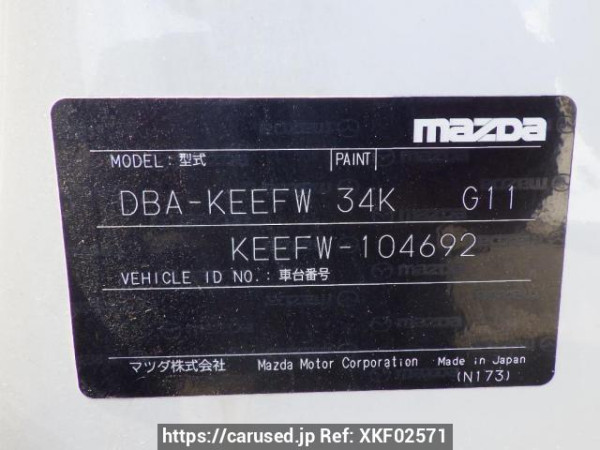 mazda
MODEL: 型式 PAINT
DBA-KEEFW 34K G11
KEEFW-104692
VEHICLE ID NO.: 車台番号
マツダ株式会社 Mazda Motor Corporation Made in Japan
(N173)
https://carused.jp Ref: XKF02571